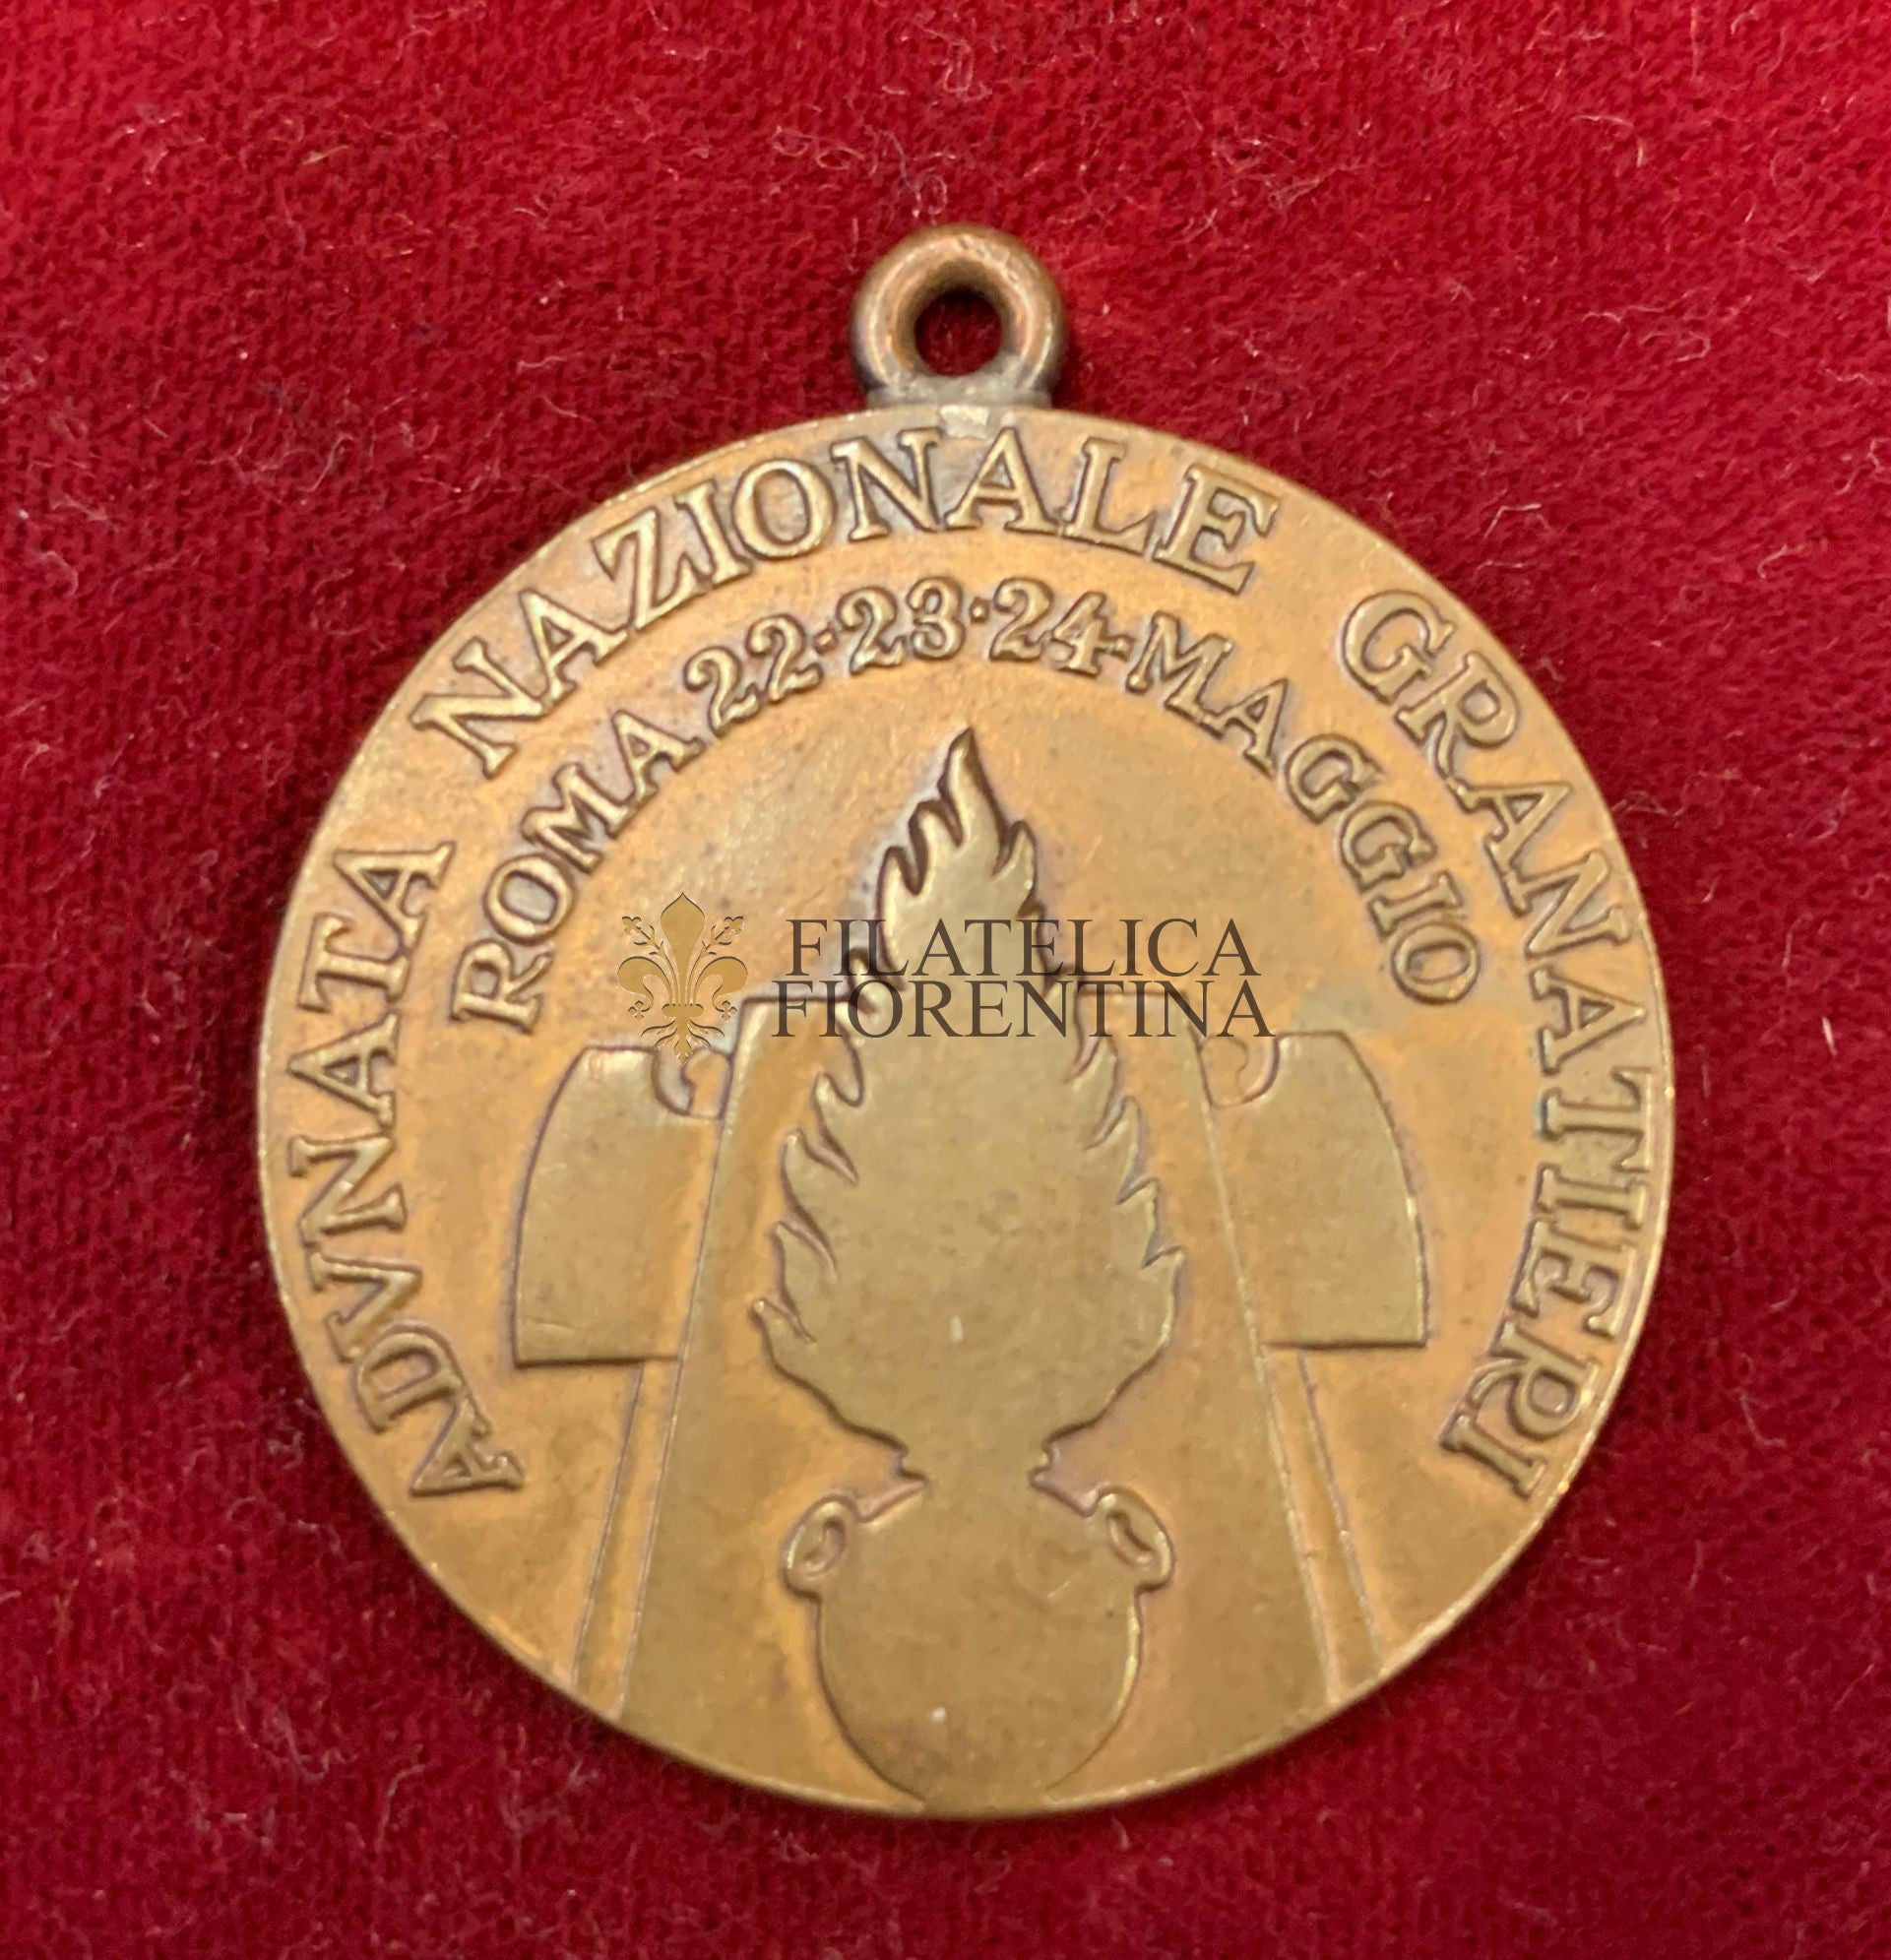 ADVNATA NAZIONALE GRANATIERI
ROMA 22·23·24·MAGGIO
FILATELICA
FIORENTINA